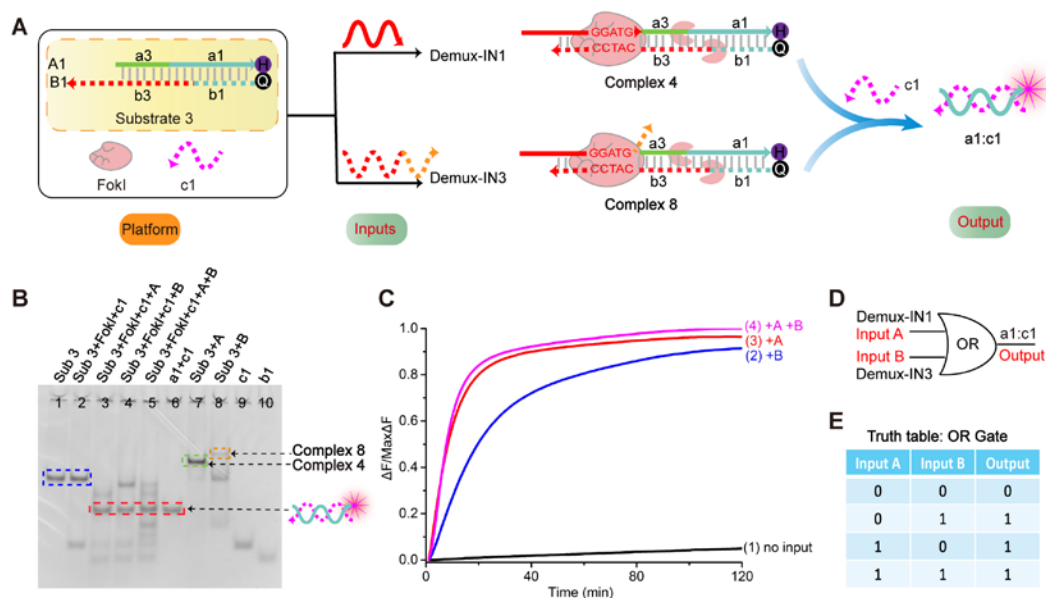 A
A1
B1
a3
a1
b3
b1
Substrate 3
FokI
c1
Platform
Demux-IN1
Demux-IN3
Inputs
GGATG
CCTAC
a3
a1
b3
b1
H
Q
Complex 4
GGATG
CCTAC
a3
a1
b3
b1
H
Q
Complex 8
c1
a1:c1
Output
B
Sub 3
Sub 3+FokI+c1
Sub 3+FokI+c1+A
Sub 3+FokI+c1+B
Sub 3+FokI+c1+A+B
a1+c1
Sub 3+A
Sub 3+B
c1
b1
1 2 3 4 5 6 7 8 9 10
Complex 8
Complex 4
C
ΔF/MaxΔF
1.0
0.8
0.6
0.4
0.2
0.0
0 40 80 120
Time (min)
(4) +A +B
(3) +A
(2) +B
(1) no input
D
Demux-IN1
Input A
Input B
Demux-IN3
OR
a1:c1
Output
E
Truth table: OR Gate
Input A Input B Output
0 0 0
0 1 1
1 0 1
1 1 1
H
Q